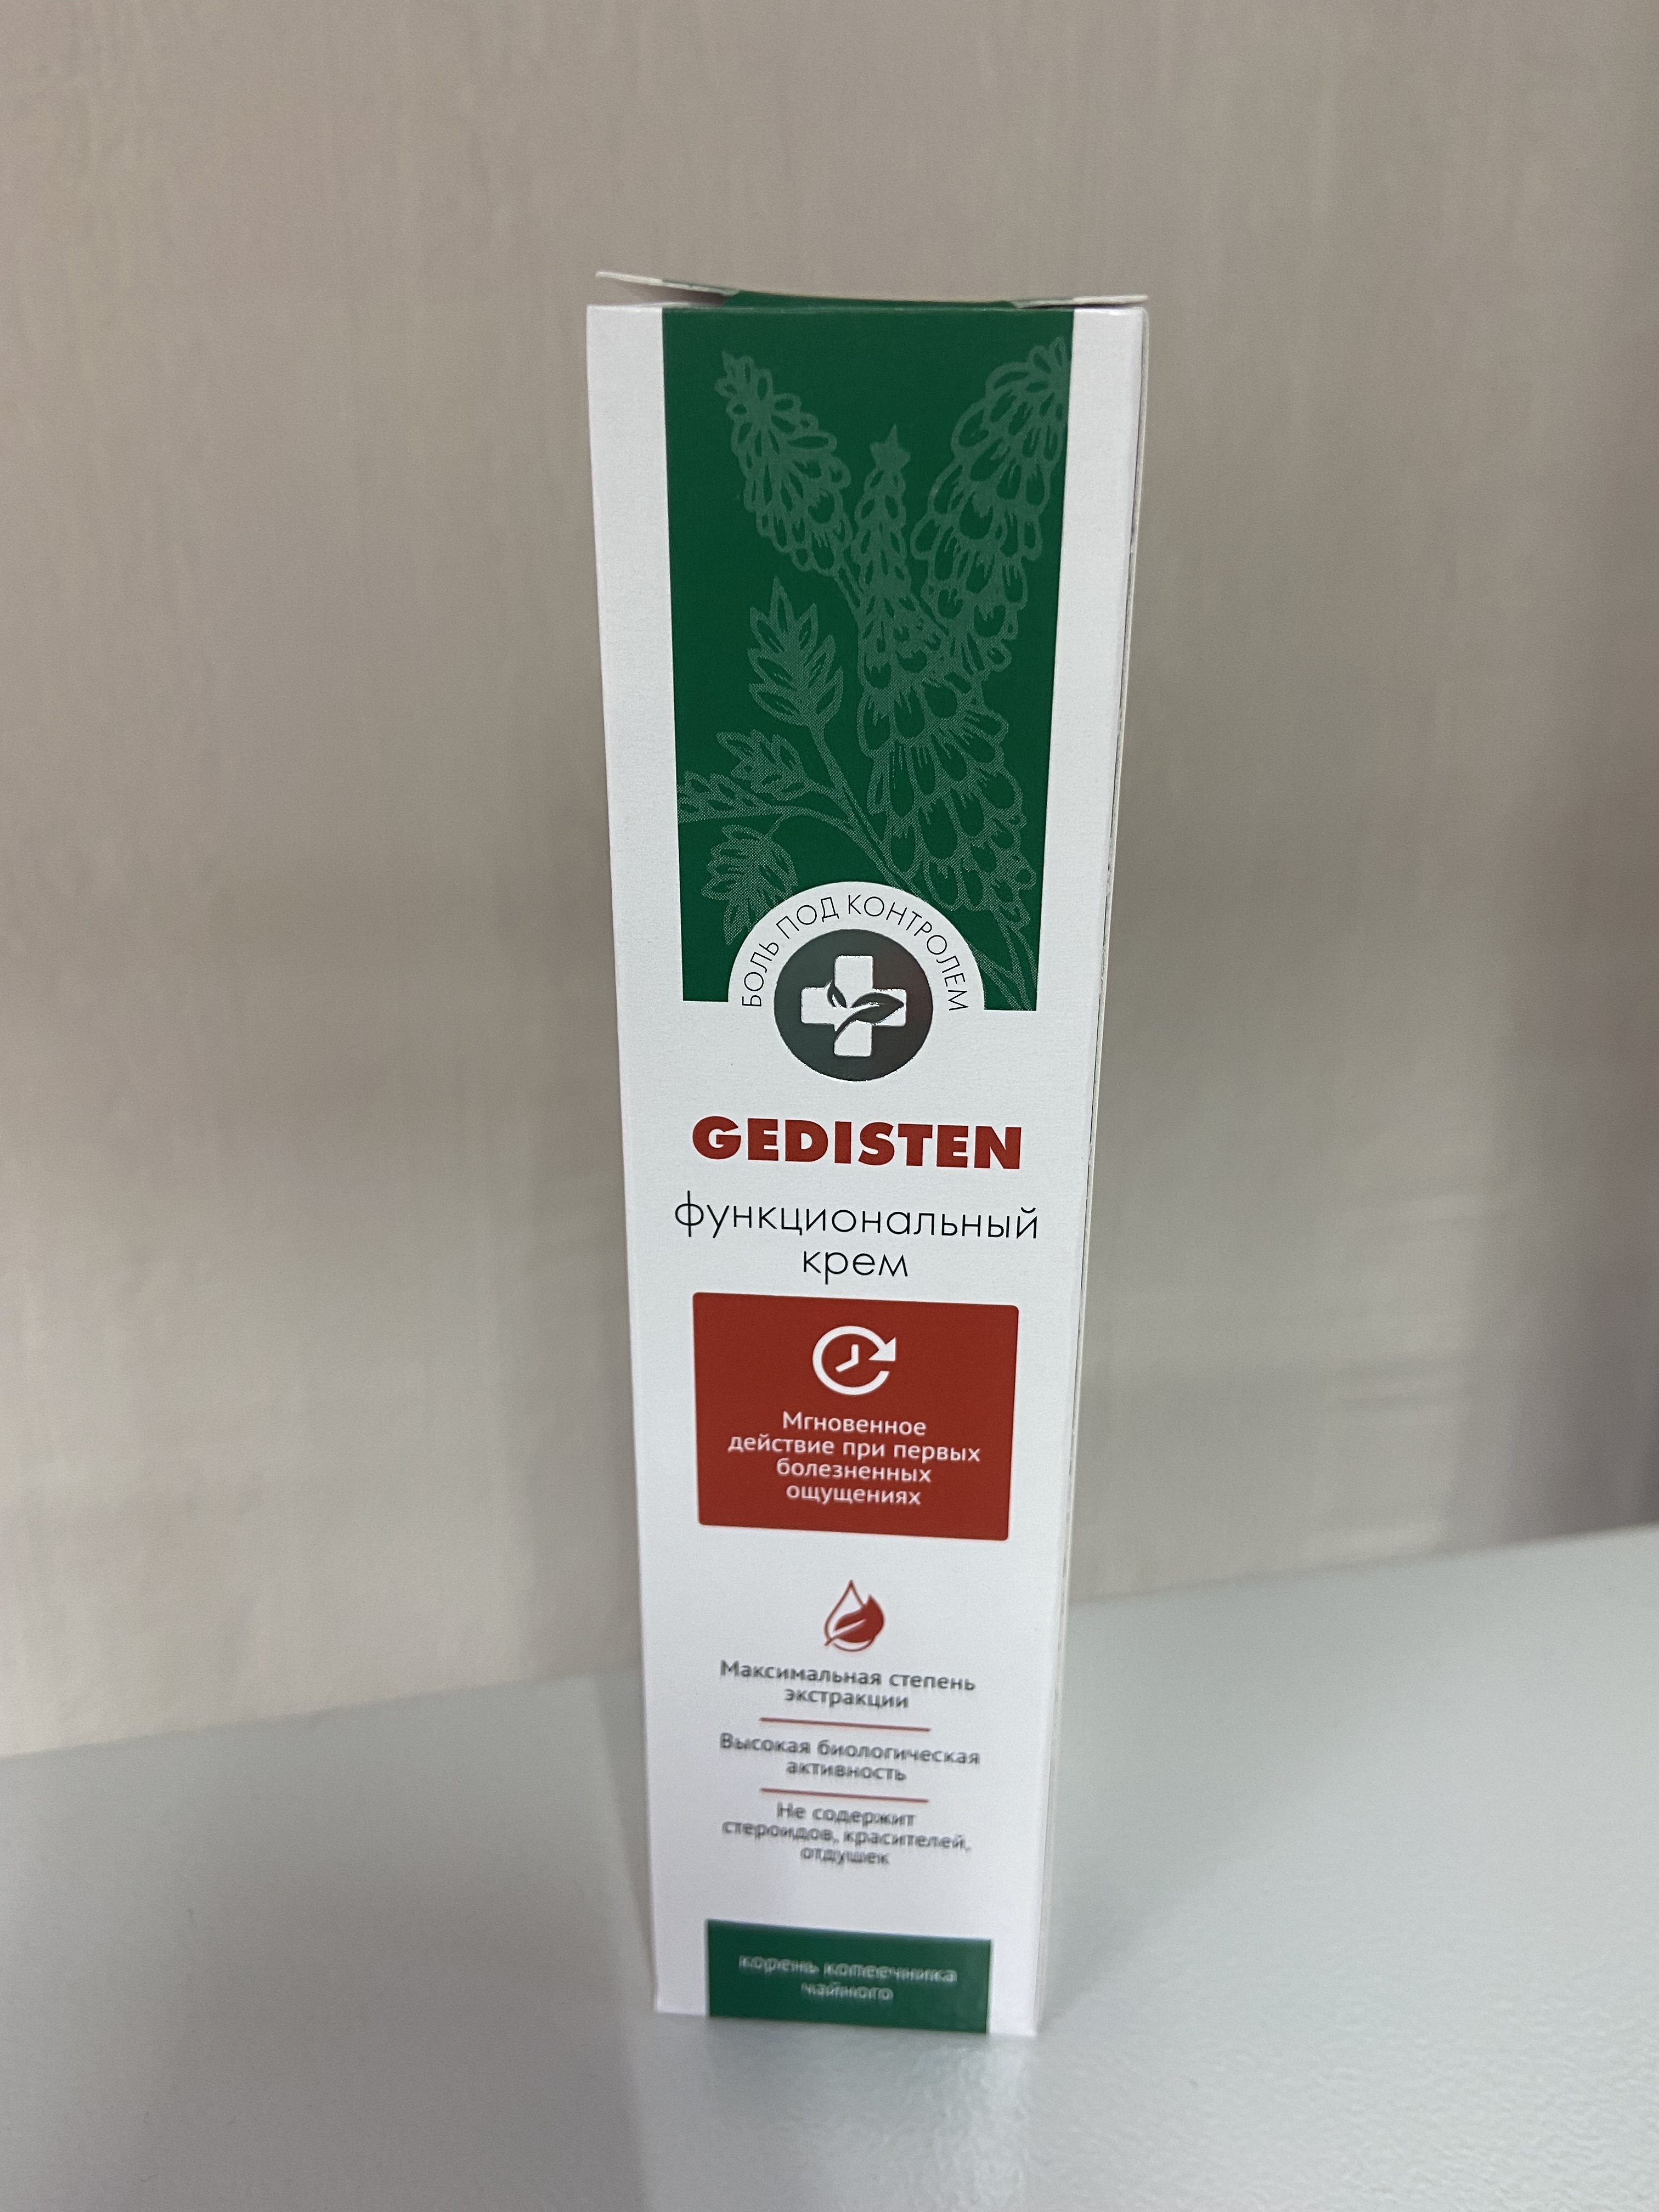 БОЛЬ ПОД КОНТРОЛЕМ
GEDISTEN
функциональный
крем
Мгновенное
действие при первых
болезненных
ощущениях
Максимальная степень
экстракции
Высокая биологическая
активность
Не содержит
стероидов, красителей,
отдушек
корень копеечника
чайного